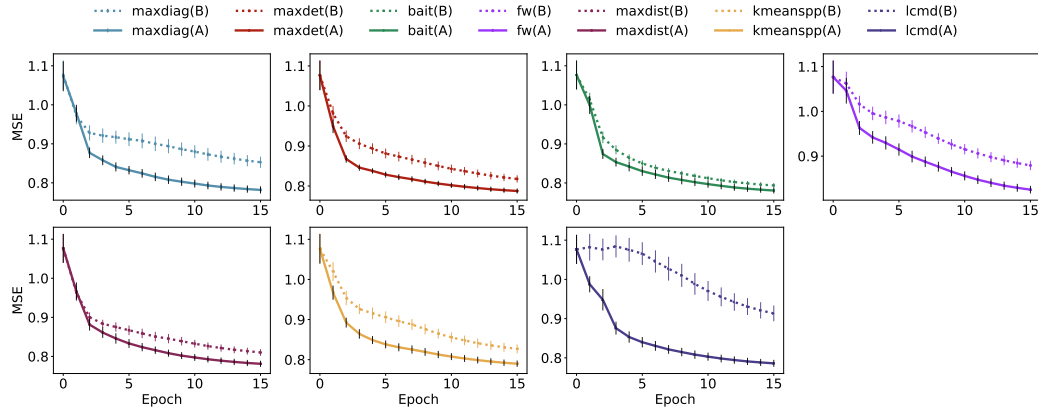 maxdiag(B) maxdet(B) bait(B) fw(B) maxdist(B) kmeanspp(B) lcmd(B)
maxdiag(A) maxdet(A) bait(A) fw(A) maxdist(A) kmeanspp(A) lcmd(A)
MSE
1.1
1.0
0.9
0.8
0 5 10 15
1.1
1.0
0.9
0.8
0 5 10 15
1.1
1.0
0.9
0.8
0 5 10 15
1.1
1.0
0.9
0 5 10 15
MSE
1.1
1.0
0.9
0.8
0 5 10 15
Epoch
1.1
1.0
0.9
0.8
0 5 10 15
Epoch
1.1
1.0
0.9
0.8
0 5 10 15
Epoch